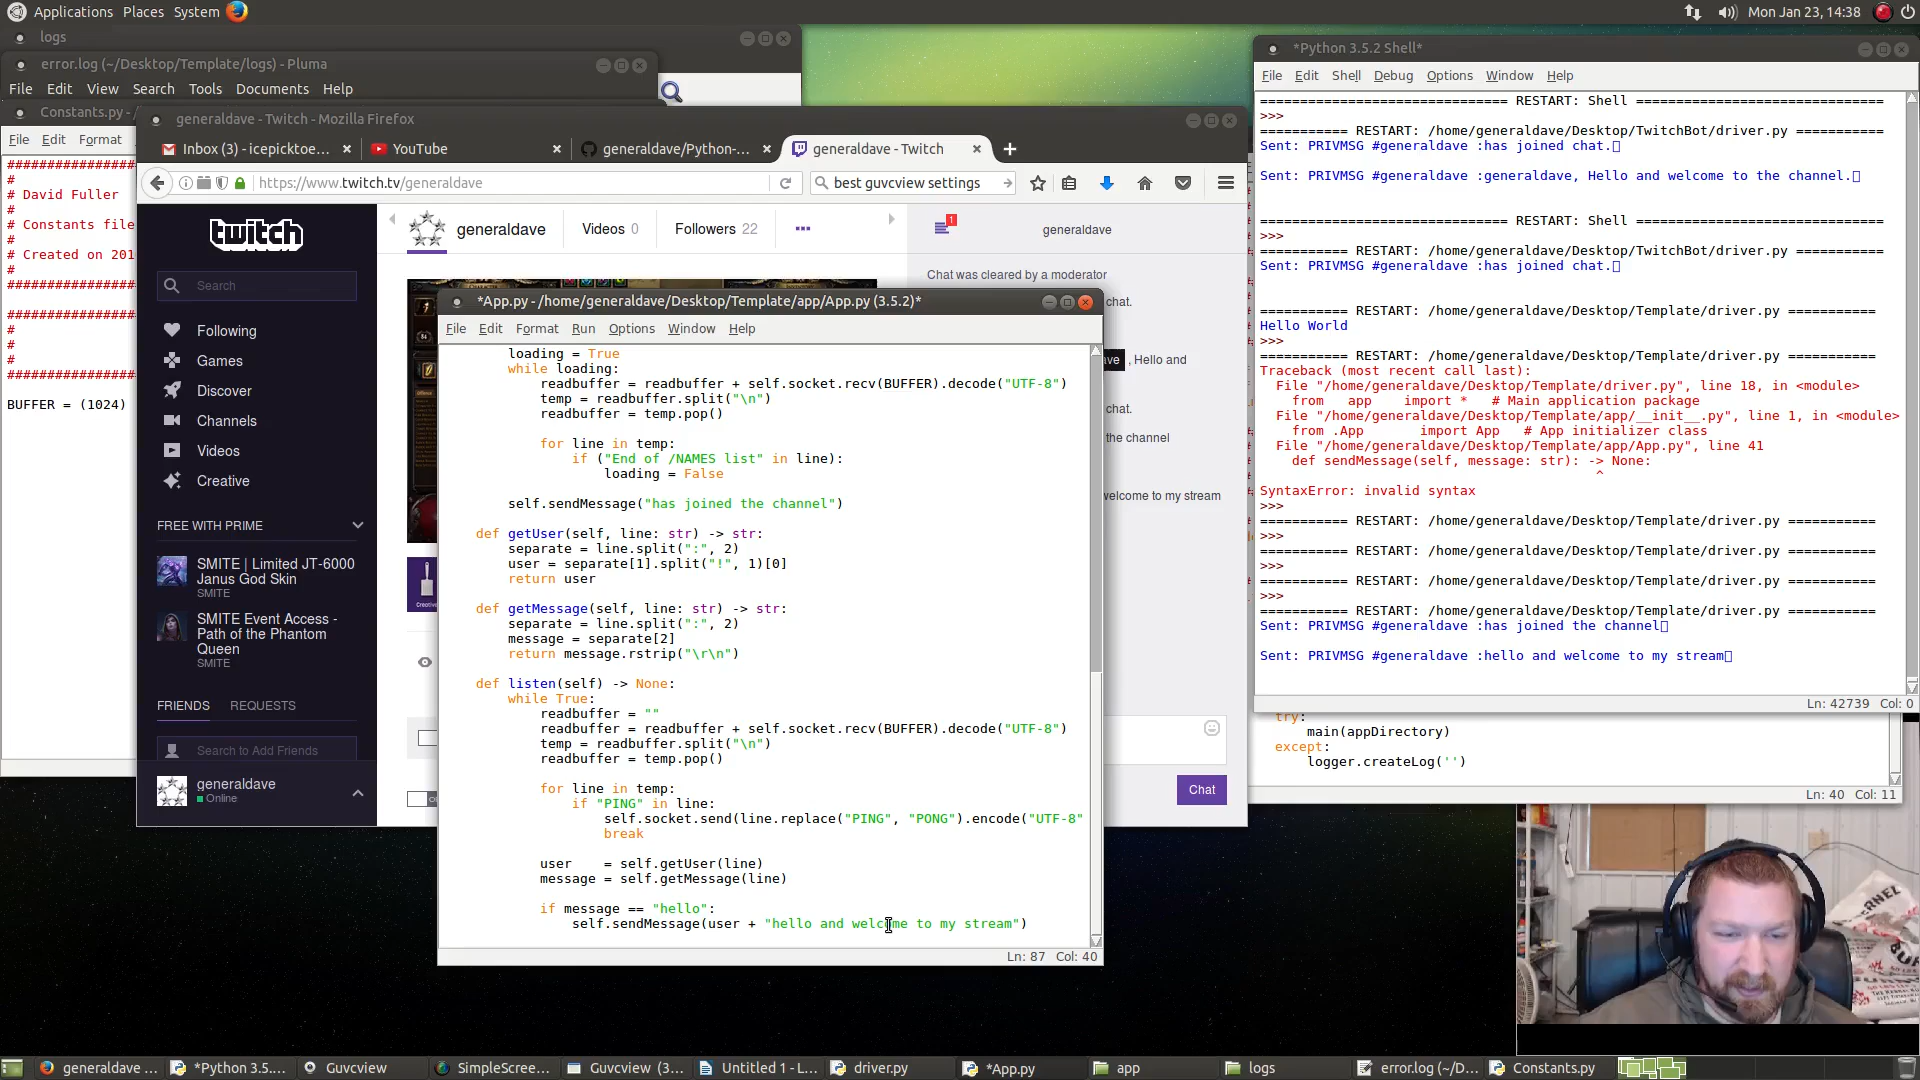 Applications Places System
Mon Jan 23, 14:38
logs
error.log (~/Desktop/Template/logs) - Pluma
File Edit View Search Tools Documents Help
Constants.py -
File Edit Format
# David Fuller
# Constants file
# Created on 201
BUFFER = (1024)
generaldave - Twitch - Mozilla Firefox
Inbox (3) - icepicktoe...
YouTube
generaldave/Python-...
generaldave - Twitch
https://www.twitch.tv/generaldave
best guvcview settings
twitch
Search
Following
Games
Discover
Channels
Videos
Creative
FREE WITH PRIME
SMITE | Limited JT-6000
Janus God Skin
SMITE
SMITE Event Access -
Path of the Phantom
Queen
SMITE
FRIENDS REQUESTS
Search to Add Friends
generaldave
Online
generaldave
Videos 0
Followers 22
1
generaldave
Chat was cleared by a moderator
chat.
ve , Hello and
chat.
the channel
welcome to my stream
Chat
Creative
*App.py - /home/generaldave/Desktop/Template/app/App.py (3.5.2)*
File Edit Format Run Options Window Help
loading = True
while loading:
readbuffer = readbuffer + self.socket.recv(BUFFER).decode("UTF-8")
temp = readbuffer.split("\n")
readbuffer = temp.pop()
for line in temp:
if ("End of /NAMES list" in line):
loading = False
self.sendMessage("has joined the channel")
def getUser(self, line: str) -> str:
separate = line.split(":", 2)
user = separate[1].split("!", 1)[0]
return user
def getMessage(self, line: str) -> str:
separate = line.split(":", 2)
message = separate[2]
return message.rstrip("\r\n")
def listen(self) -> None:
while True:
readbuffer = ""
readbuffer = readbuffer + self.socket.recv(BUFFER).decode("UTF-8")
temp = readbuffer.split("\n")
readbuffer = temp.pop()
for line in temp:
if "PING" in line:
self.socket.send(line.replace("PING", "PONG").encode("UTF-8"
break
user    = self.getUser(line)
message = self.getMessage(line)
if message == "hello":
self.sendMessage(user + "hello and welcome to my stream")
Ln: 87 Col: 40
*Python 3.5.2 Shell*
File Edit Shell Debug Options Window Help
=============================== RESTART: Shell ===============================
>>>
=========== RESTART: /home/generaldave/Desktop/TwitchBot/driver.py ===========
Sent: PRIVMSG #generaldave :has joined chat.
Sent: PRIVMSG #generaldave :generaldave, Hello and welcome to the channel.
=============================== RESTART: Shell ===============================
>>>
=========== RESTART: /home/generaldave/Desktop/TwitchBot/driver.py ===========
Sent: PRIVMSG #generaldave :has joined chat.
=========== RESTART: /home/generaldave/Desktop/Template/driver.py ===========
Hello World
>>>
=========== RESTART: /home/generaldave/Desktop/Template/driver.py ===========
Traceback (most recent call last):
File "/home/generaldave/Desktop/Template/driver.py", line 18, in <module>
from   app    import *   # Main application package
File "/home/generaldave/Desktop/Template/app/__init__.py", line 1, in <module>
from .App       import App   # App initializer class
File "/home/generaldave/Desktop/Template/app/App.py", line 41
def sendMessage(self, message: str): -> None:
^
SyntaxError: invalid syntax
>>>
=========== RESTART: /home/generaldave/Desktop/Template/driver.py ===========
>>>
=========== RESTART: /home/generaldave/Desktop/Template/driver.py ===========
>>>
=========== RESTART: /home/generaldave/Desktop/Template/driver.py ===========
>>>
=========== RESTART: /home/generaldave/Desktop/Template/driver.py ===========
Sent: PRIVMSG #generaldave :has joined the channel
Sent: PRIVMSG #generaldave :hello and welcome to my stream
Ln: 42739 Col: 0
try:
main(appDirectory)
except:
logger.createLog('')
Ln: 40 Col: 11
generaldave ...
*Python 3.5....
Guvcview
SimpleScree...
Guvcview (3...
Untitled 1 - L...
driver.py
*App.py
app
logs
error.log (~/D...
Constants.py